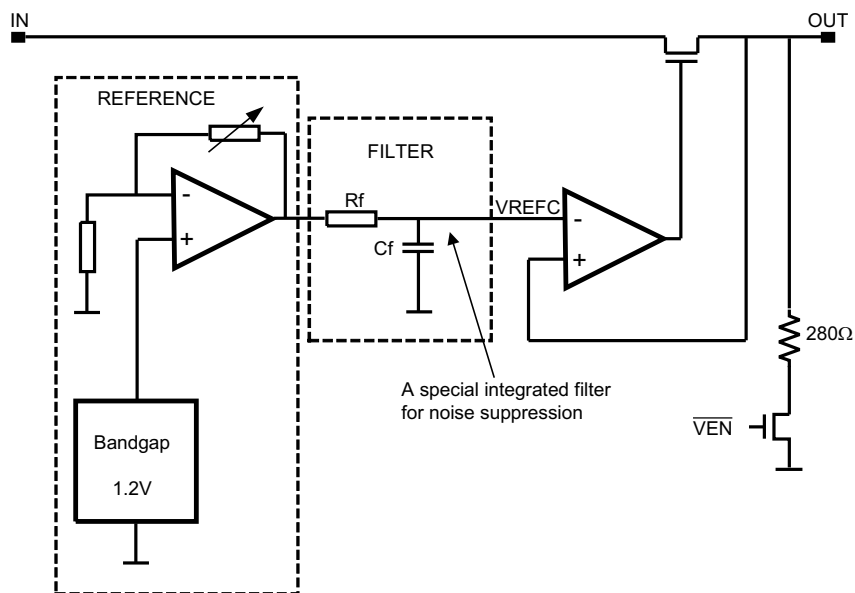 IN
OUT
REFERENCE
FILTER
Rf
VREFC
-
-
+
Cf
+
280Ω
A special integrated filter
for noise suppression
VEN
Bandgap
1.2V